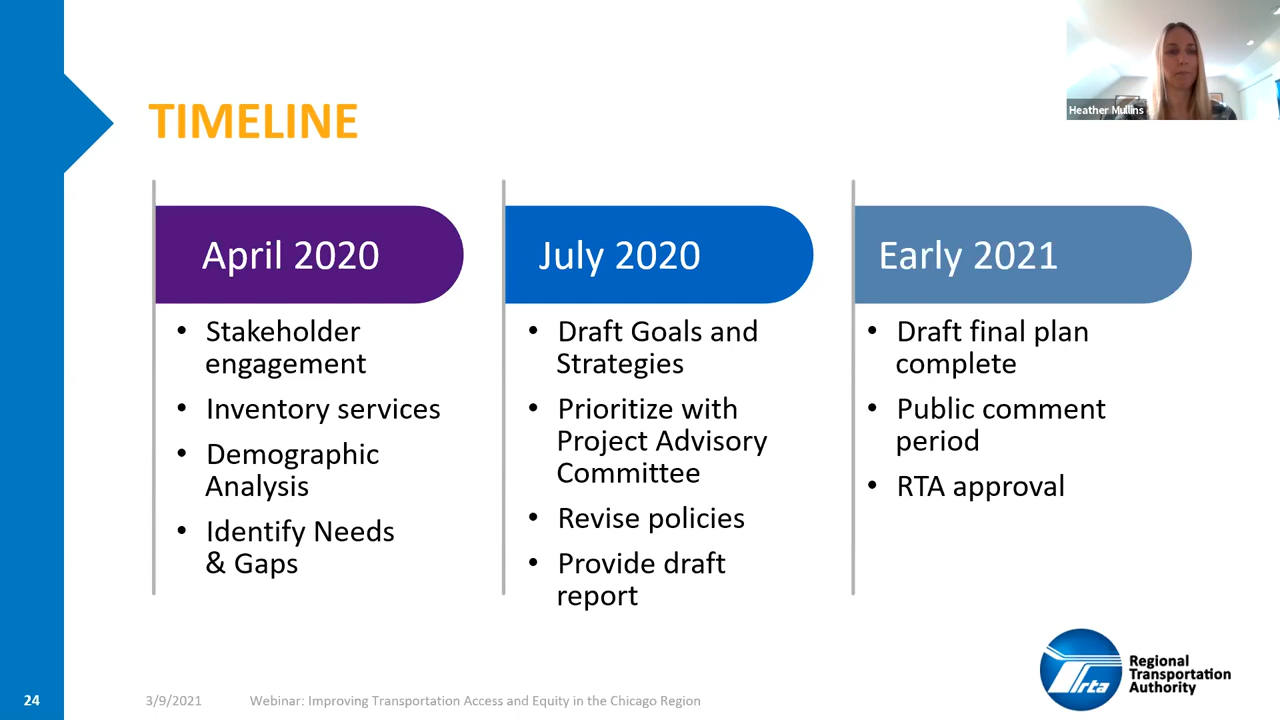 Heather Mullins
TIMELINE
April 2020
• Stakeholder
engagement
• Inventory services
• Demographic
Analysis
• Identify Needs
& Gaps
July 2020
• Draft Goals and
Strategies
• Prioritize with
Project Advisory
Committee
• Revise policies
• Provide draft
report
Early 2021
• Draft final plan
complete
• Public comment
period
• RTA approval
rta
Regional
Transportation
Authority
24
3/9/2021
Webinar: Improving Transportation Access and Equity in the Chicago Region